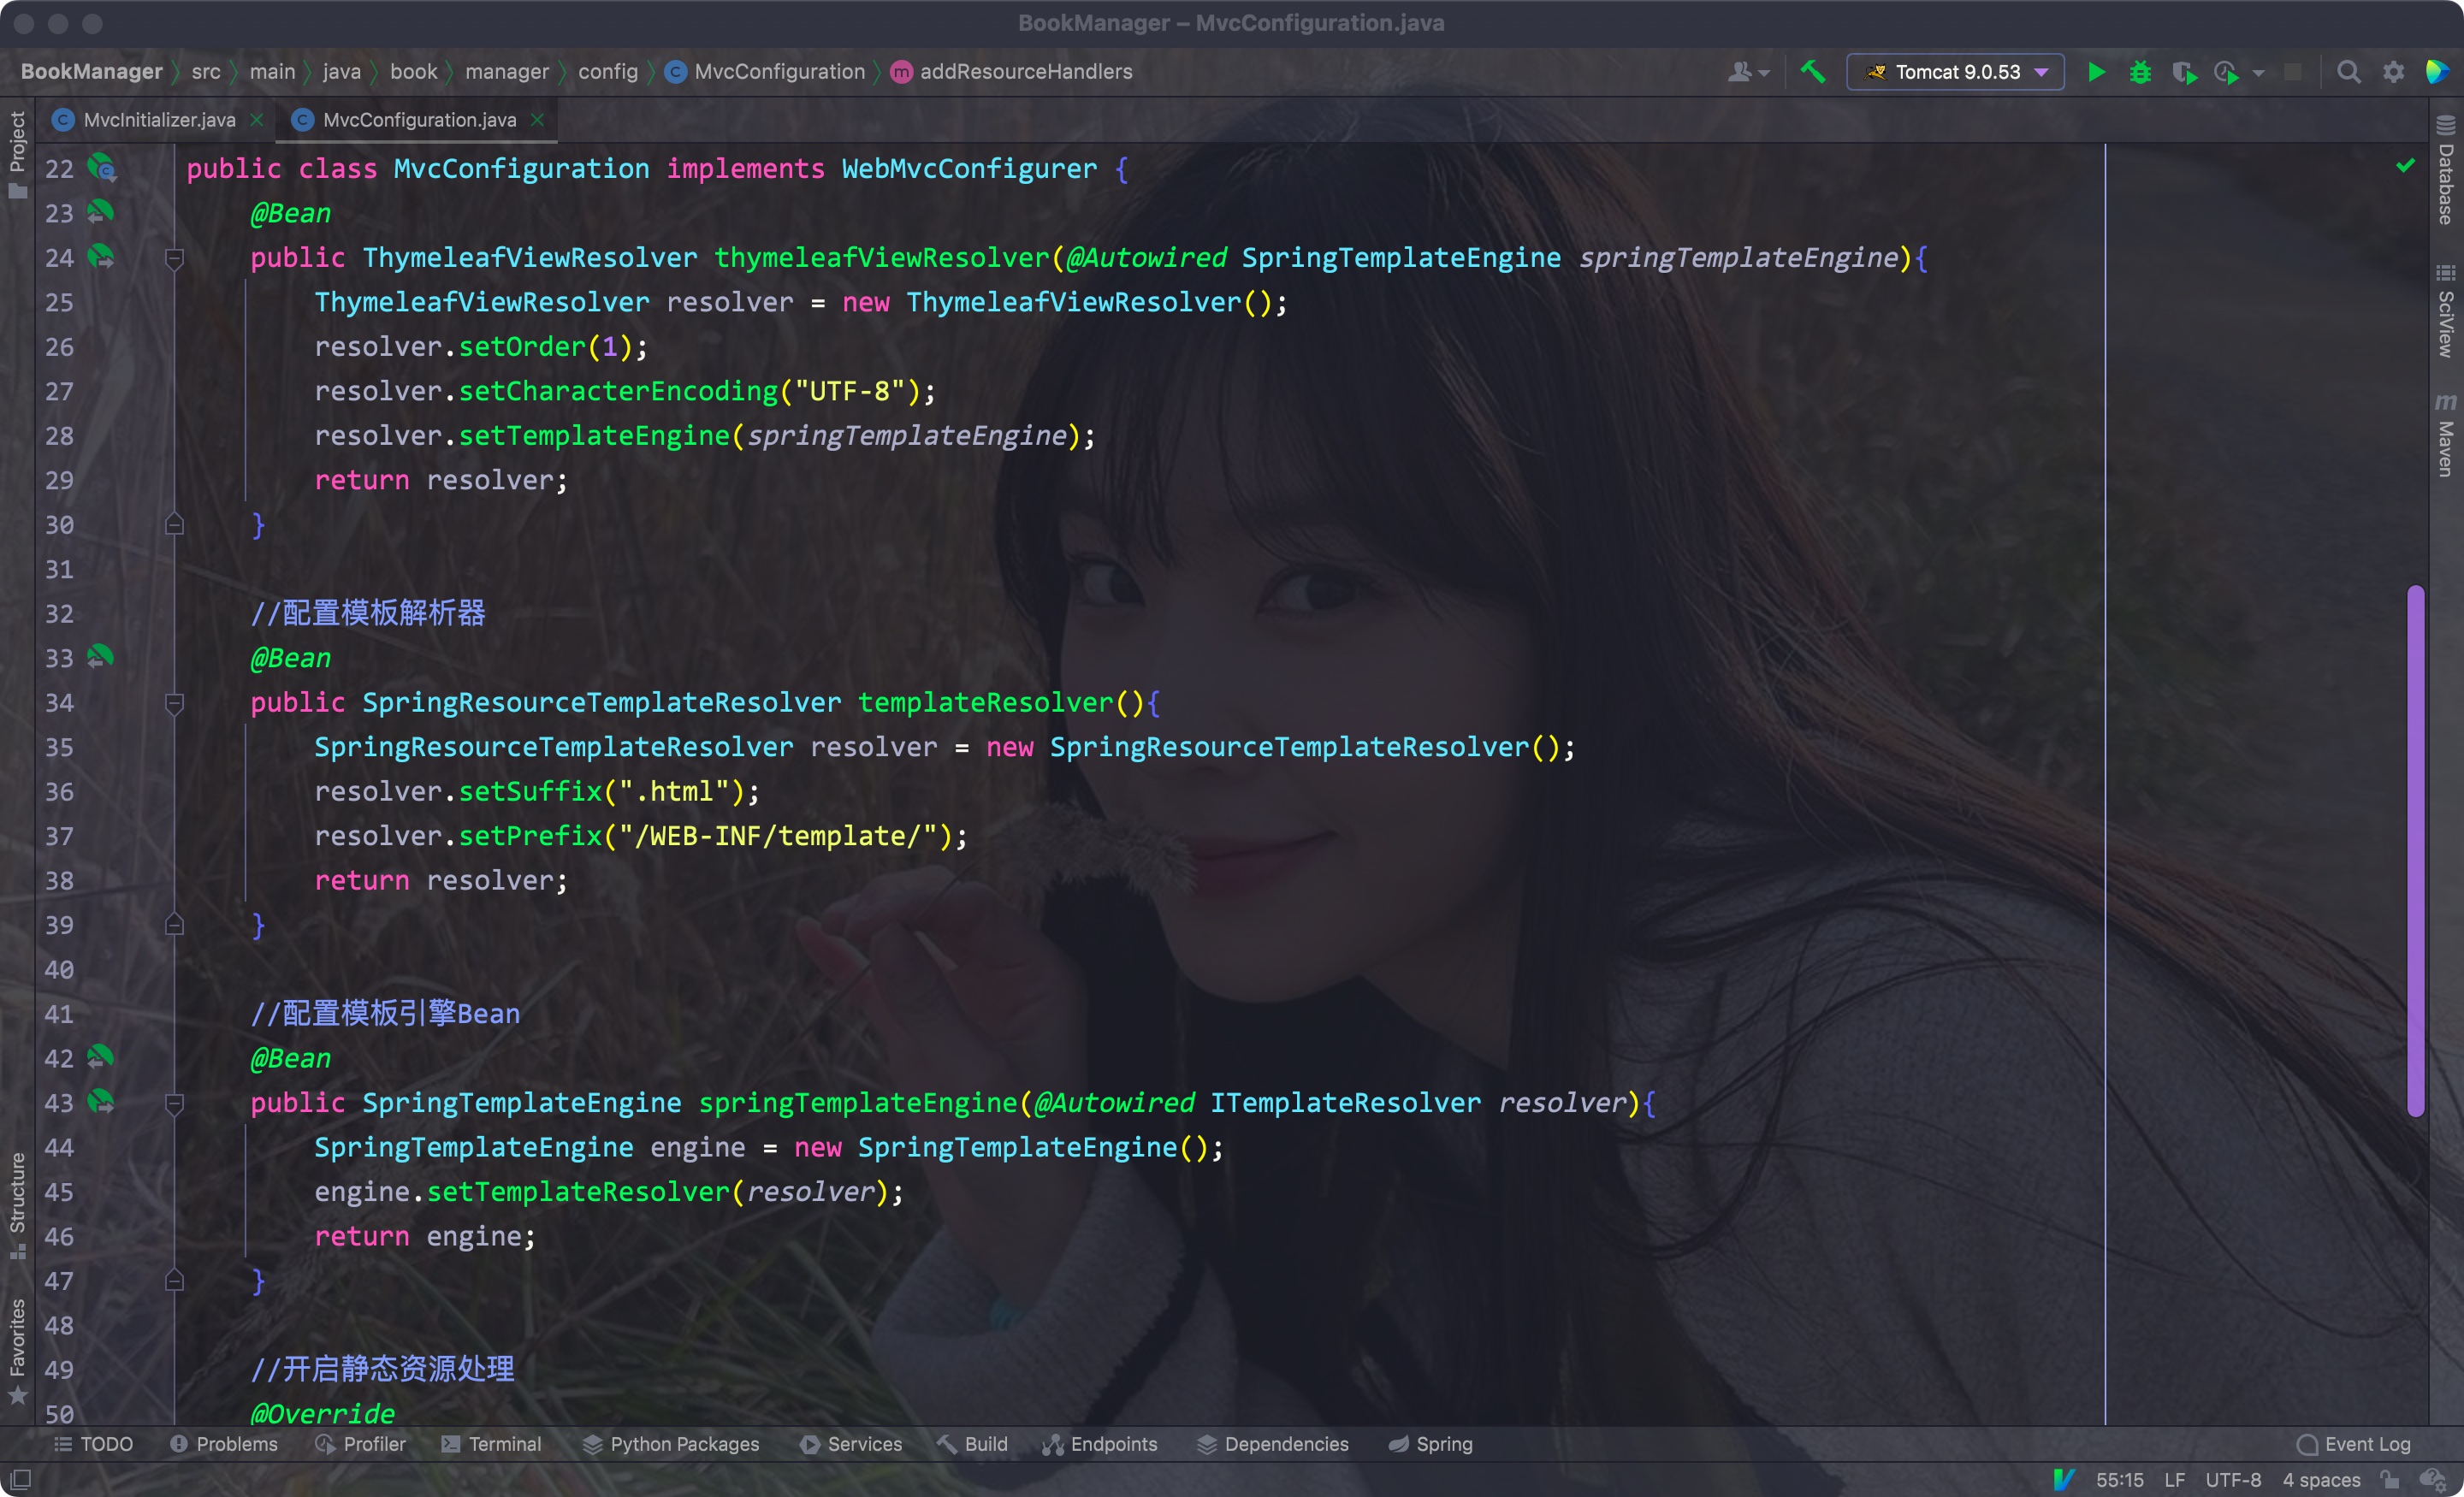 BookManager – MvcConfiguration.java
BookManager src main java book manager config MvcConfiguration addResourceHandlers
Tomcat 9.0.53
MvcInitializer.java MvcConfiguration.java
Project
Structure
Favorites
22 public class MvcConfiguration implements WebMvcConfigurer {
23 @Bean
24 public ThymeleafViewResolver thymeleafViewResolver(@Autowired SpringTemplateEngine springTemplateEngine){
25 ThymeleafViewResolver resolver = new ThymeleafViewResolver();
26 resolver.setOrder(1);
27 resolver.setCharacterEncoding("UTF-8");
28 resolver.setTemplateEngine(springTemplateEngine);
29 return resolver;
30 }
31
32 //配置模板解析器
33 @Bean
34 public SpringResourceTemplateResolver templateResolver(){
35 SpringResourceTemplateResolver resolver = new SpringResourceTemplateResolver();
36 resolver.setSuffix(".html");
37 resolver.setPrefix("/WEB-INF/template/");
38 return resolver;
39 }
40
41 //配置模板引擎Bean
42 @Bean
43 public SpringTemplateEngine springTemplateEngine(@Autowired ITemplateResolver resolver){
44 SpringTemplateEngine engine = new SpringTemplateEngine();
45 engine.setTemplateResolver(resolver);
46 return engine;
47 }
48
49 //开启静态资源处理
50 @Override
Database
SciView
Maven
TODO Problems Profiler Terminal Python Packages Services Build Endpoints Dependencies Spring Event Log
55:15 LF UTF-8 4 spaces